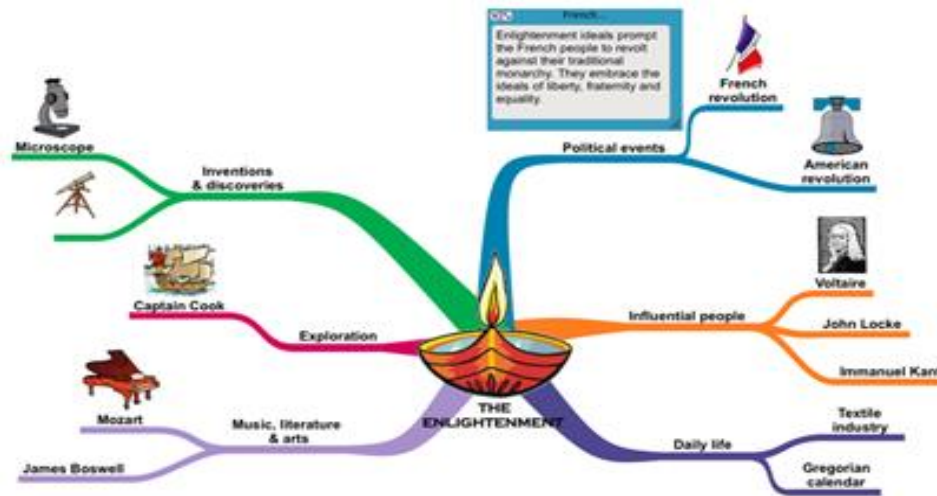 French...
Enlightenment ideals prompt
the French people to revolt
against their traditional
monarchy. They embrace the
ideals of liberty, fraternity and
equality.
French
revolution
Political events
American
revolution
Microscope
Inventions
& discoveries
Captain Cook
Exploration
Mozart
Music, literature
& arts
James Boswell
THE
ENLIGHTENMENT
Influential people
Voltaire
John Locke
Immanuel Kant
Daily life
Textile
industry
Gregorian
calendar